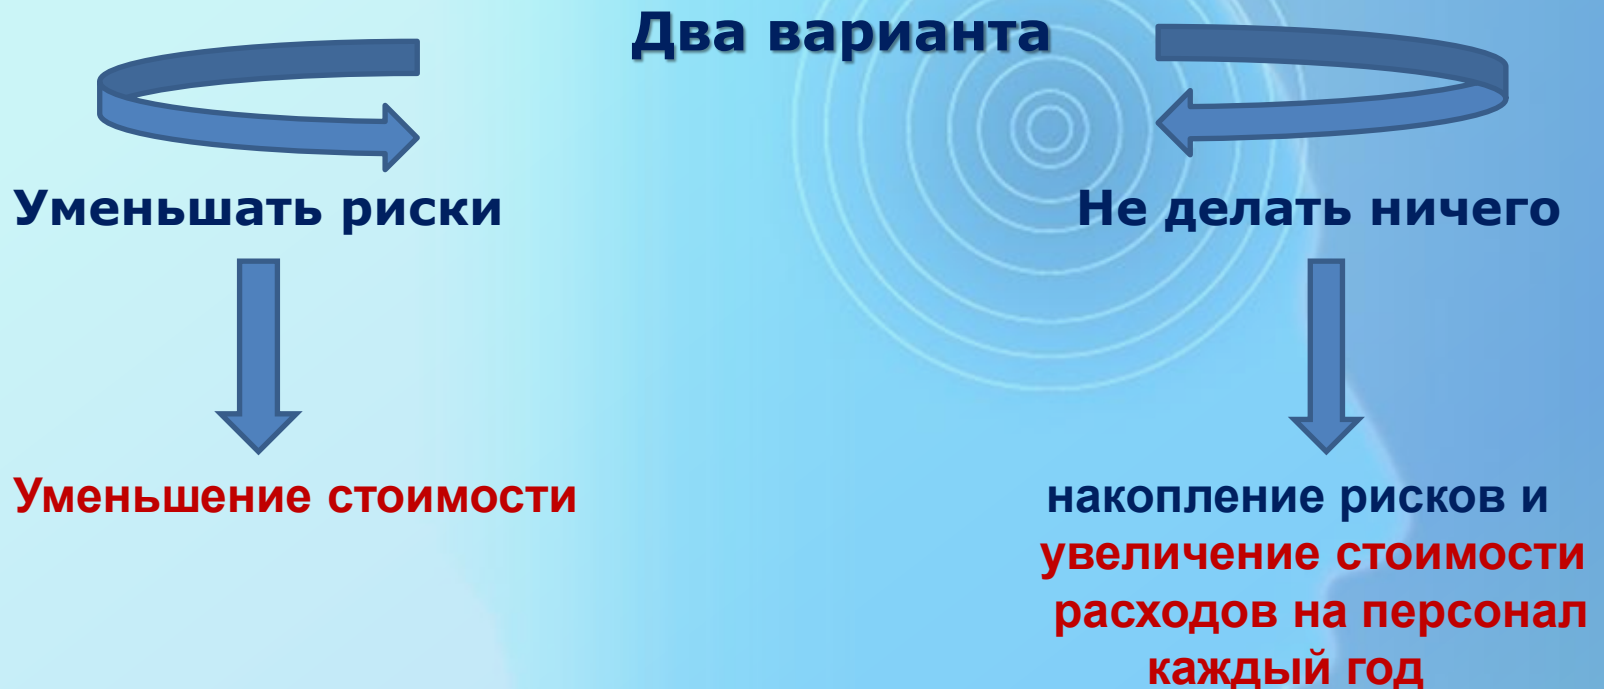 Два варианта
Уменьшать риски
Не делать ничего
Уменьшение стоимости
накопление рисков и
увеличение стоимости
расходов на персонал
каждый год